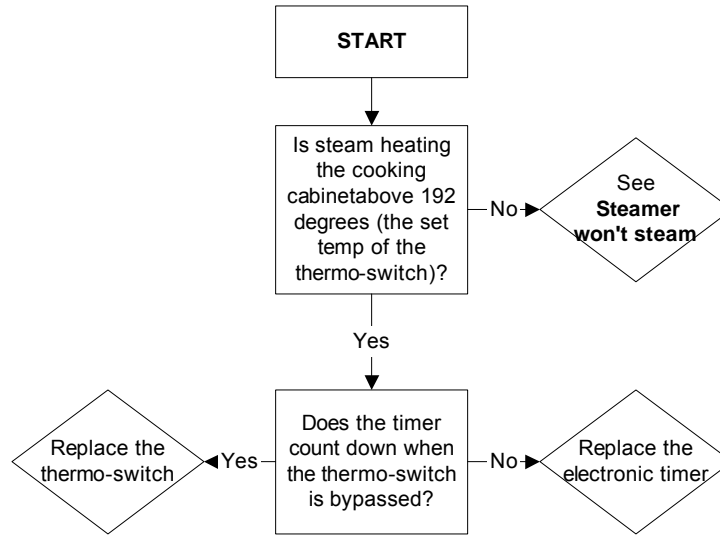 START
Is steam heating
the cooking
cabinetabove 192
degrees (the set
temp of the
thermo-switch)?
No
See
Steamer
won't steam
Yes
Does the timer
count down when
the thermo-switch
is bypassed?
Yes
Replace the
thermo-switch
No
Replace the
electronic timer